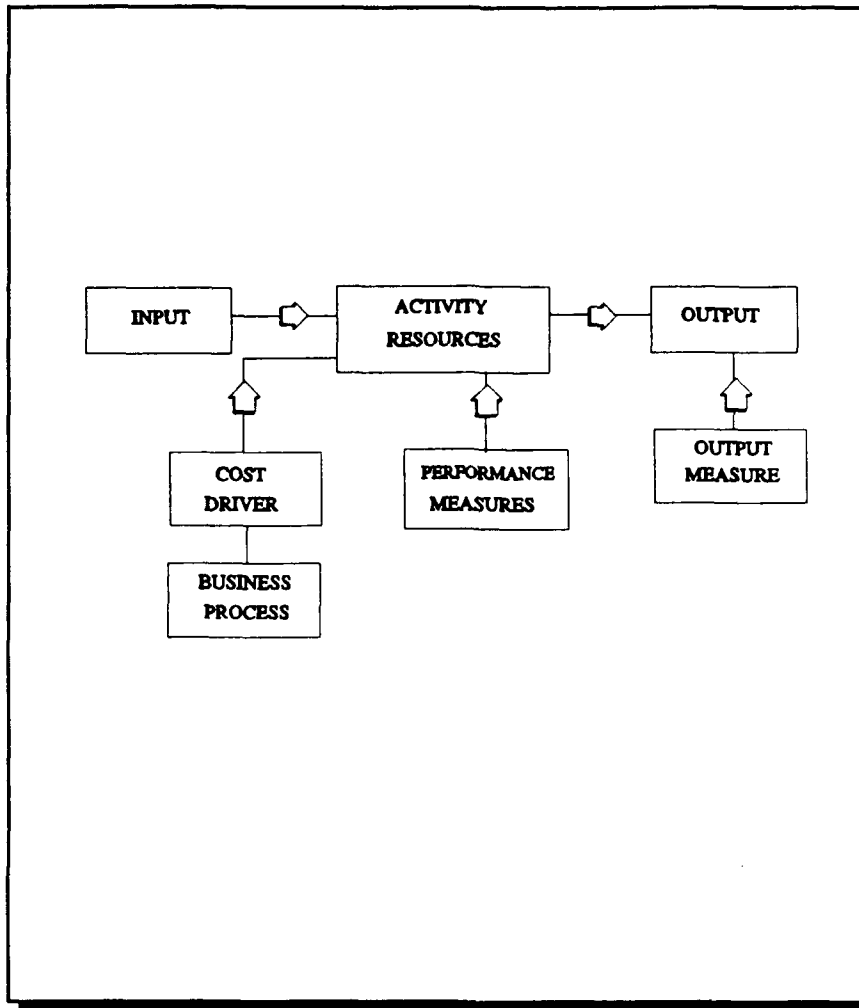 INPUT
ACTIVITY
RESOURCES
OUTPUT
COST
DRIVER
PERFORMANCE
MEASURES
OUTPUT
MEASURE
BUSINESS
PROCESS